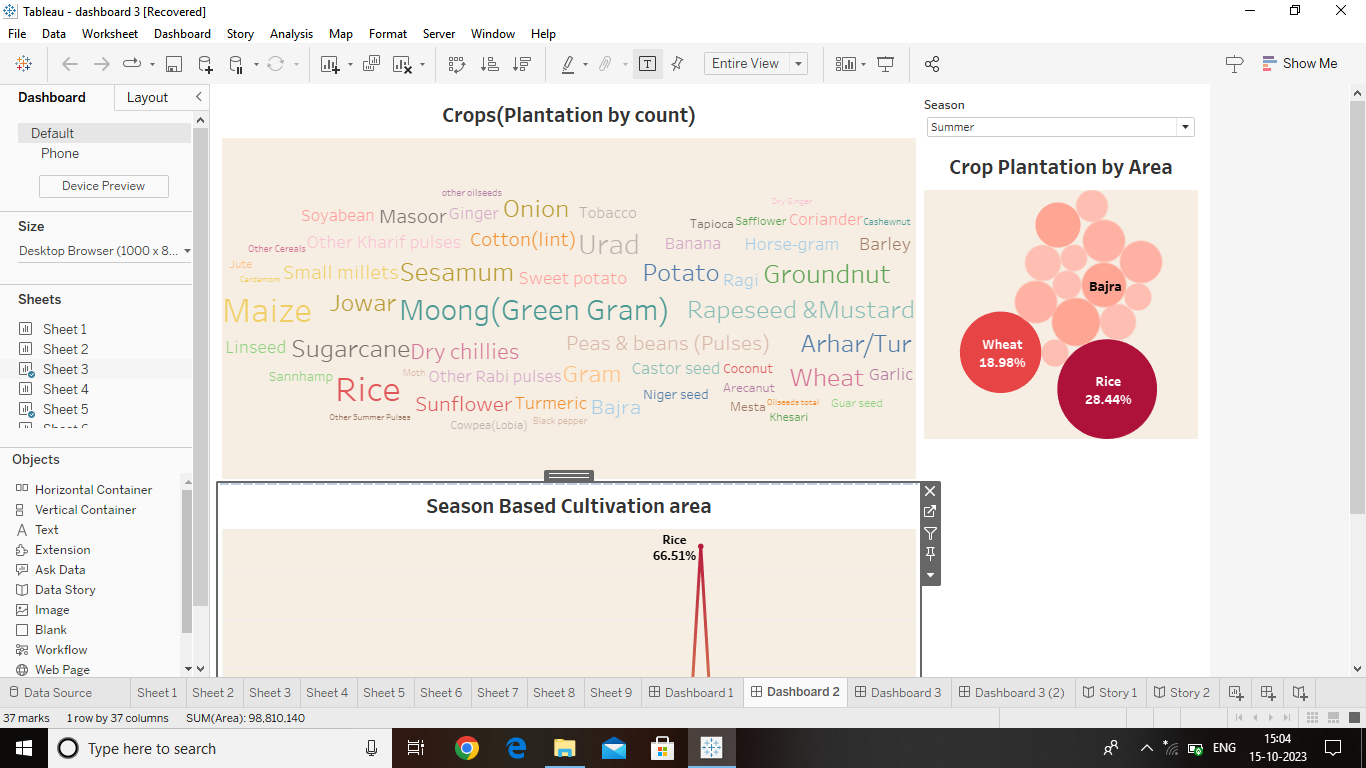 Tableau - dashboard 3 [Recovered]
File Data Worksheet Dashboard Story Analysis Map Format Server Window Help
Entire View
Show Me
Dashboard Layout
Default
Phone
Device Preview
Size
Desktop Browser (1000 x 8...
Sheets
Sheet 1
Sheet 2
Sheet 3
Sheet 4
Sheet 5
Objects
Horizontal Container
Vertical Container
Text
Extension
Ask Data
Data Story
Image
Blank
Workflow
Web Page
Crops(Plantation by count)
other oilseeds
Dry Ginger
Soyabean Masoor Ginger Onion Tobacco
Tapioca Safflower Coriander Cashewnut
Other Cereals Other Kharif pulses Cotton(lint) Urad Banana Horse-gram Barley
Jute
Cardamom Small millets Sesamum Sweet potato Potato Ragi Groundnut
Maize Jowar Moong(Green Gram) Rapeseed &Mustard
Linseed Sugarcane Dry chillies Peas & beans (Pulses) Arhar/Tur
Sannhamp Rice Moth Other Rabi pulses Gram Castor seed Coconut Wheat Garlic
Arecanut
Other Summer Pulses Sunflower Turmeric Bajra Niger seed Mesta Oilseeds total Guar seed
Cowpea(Lobia) Black pepper Khesari
Season
Summer
Crop Plantation by Area
Bajra
Wheat
18.98%
Rice
28.44%
Season Based Cultivation area
Rice
66.51%
Data Source Sheet 1 Sheet 2 Sheet 3 Sheet 4 Sheet 5 Sheet 6 Sheet 7 Sheet 8 Sheet 9 Dashboard 1 Dashboard 2 Dashboard 3 Dashboard 3 (2) Story 1 Story 2
37 marks 1 row by 37 columns SUM(Area): 98,810,140
Type here to search
ENG
15:04
15-10-2023